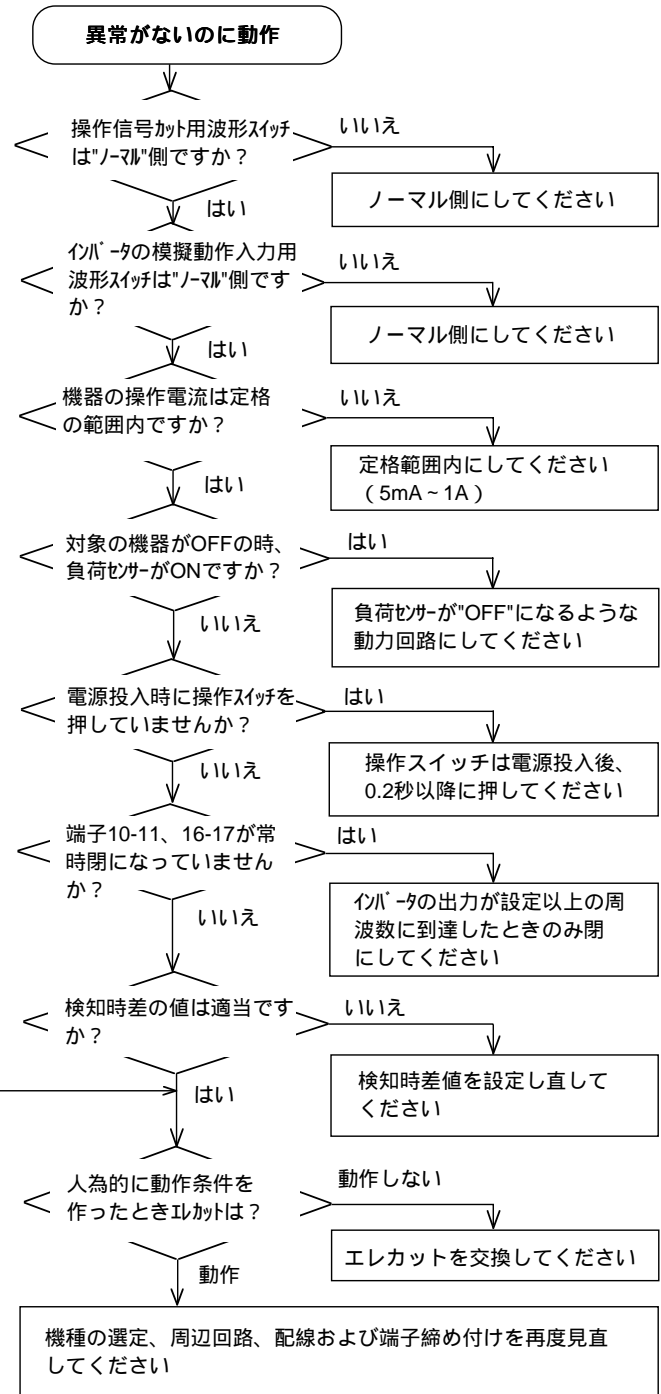 異常がないのに動作
操作信号ｶｯﾄ用波形ｽｲｯﾁ
は"ﾉｰﾏﾙ"側ですか？
いいえ
ノーマル側にしてください
はい
ｲﾝﾊﾞｰﾀの模擬動作入力用
波形ｽｲｯﾁは"ﾉｰﾏﾙ"側です
か？
いいえ
ノーマル側にしてください
はい
機器の操作電流は定格
の範囲内ですか？
いいえ
定格範囲内にしてください
（5mA～1A）
はい
対象の機器がOFFの時、
負荷ｾﾝｻｰがONですか？
はい
負荷ｾﾝｻｰが"OFF"になるような
動力回路にしてください
いいえ
電源投入時に操作ｽｲｯﾁを
押していませんか？
はい
操作スイッチは電源投入後、
0.2秒以降に押してください
いいえ
端子10-11、16-17が常
時閉になっていません
か？
はい
ｲﾝﾊﾞｰﾀの出力が設定以上の周
波数に到達したときのみ閉
にしてください
いいえ
検知時差の値は適当です
か？
いいえ
検知時差値を設定し直して
ください
はい
人為的に動作条件を
作ったときｴﾚｶｯﾄは？
動作しない
エレカットを交換してください
動作
機種の選定、周辺回路、配線および端子締め付けを再度見直
してください